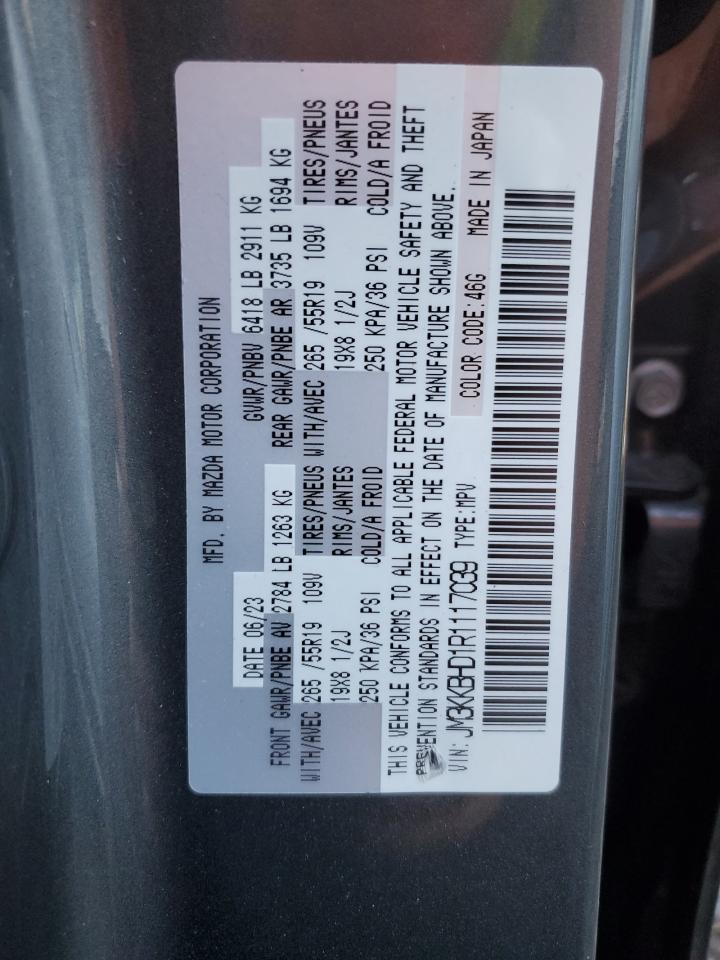 MFD. BY MAZDA MOTOR CORPORATION
DATE 06/23 GVWR/PNBV 6418 LB 2911 KG
FRONT GAWR/PNBE AV 2784 LB 1263 KG REAR GAWR/PNBE AR 3735 LB 1694 KG
WITH/AVEC 265 /55R19 109V TIRES/PNEUS WITH/AVEC 265 /55R19 109V TIRES/PNEUS
19X8 1/2J RIMS/JANTES 19X8 1/2J RIMS/JANTES
250 KPA/36 PSI COLD/A FROID 250 KPA/36 PSI COLD/A FROID
THIS VEHICLE CONFORMS TO ALL APPLICABLE FEDERAL MOTOR VEHICLE SAFETY AND THEFT
PREVENTION STANDARDS IN EFFECT ON THE DATE OF MANUFACTURE SHOWN ABOVE.
VIN: JM3KKBHD1R1117039 TYPE:MPV COLOR CODE:46G MADE IN JAPAN